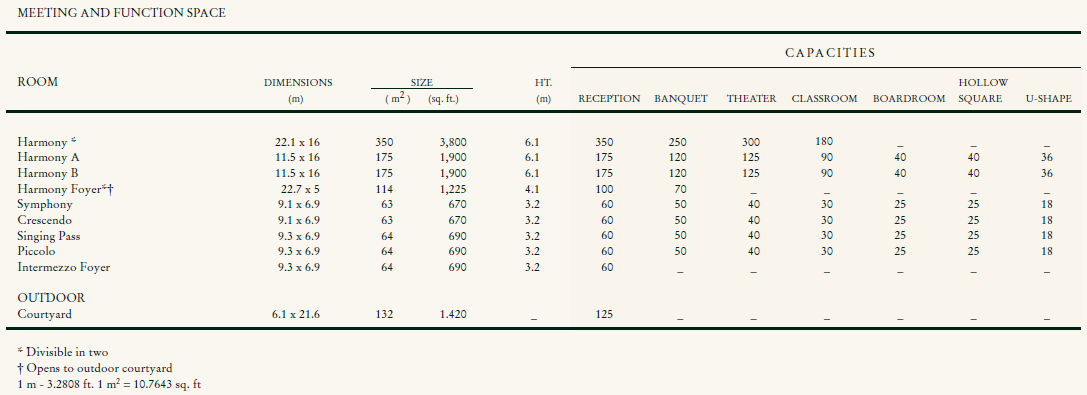 MEETING AND FUNCTION SPACE
CAPACITIES
ROOM DIMENSIONS SIZE HT. HOLLOW
(m) (m²) (sq. ft.) (m) RECEPTION BANQUET THEATER CLASSROOM BOARDROOM SQUARE U-SHAPE
Harmony * 22.1 x 16 350 3,800 6.1 350 250 300 180 – – –
Harmony A 11.5 x 16 175 1,900 6.1 175 120 125 90 40 40 36
Harmony B 11.5 x 16 175 1,900 6.1 175 120 125 90 40 40 36
Harmony Foyer*† 22.7 x 5 114 1,225 4.1 100 70 – – – – –
Symphony 9.1 x 6.9 63 670 3.2 60 50 40 30 25 25 18
Crescendo 9.1 x 6.9 63 670 3.2 60 50 40 30 25 25 18
Singing Pass 9.3 x 6.9 64 690 3.2 60 50 40 30 25 25 18
Piccolo 9.3 x 6.9 64 690 3.2 60 50 40 30 25 25 18
Intermezzo Foyer 9.3 x 6.9 64 690 3.2 60 – – – – – –
OUTDOOR
Courtyard 6.1 x 21.6 132 1.420 – 125 – – – – – –
* Divisible in two
† Opens to outdoor courtyard
1 m - 3.2808 ft. 1 m² = 10.7643 sq. ft